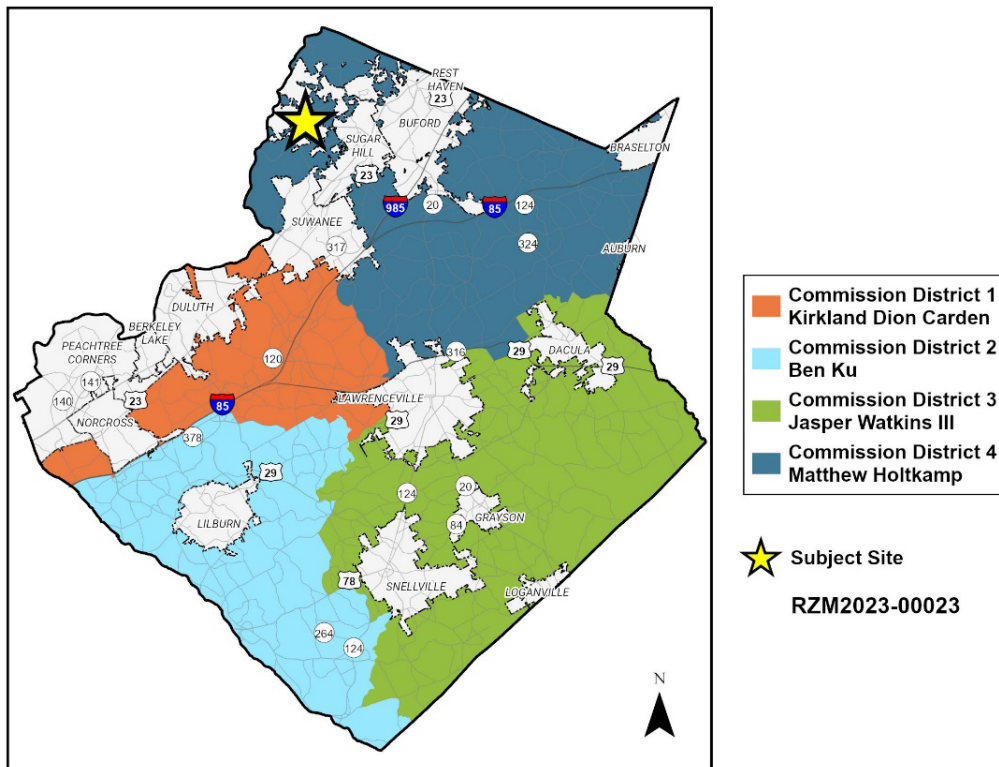 REST
HAVEN
23
BUFORD
BRASELTON
SUGAR
HILL
23
985
20
85
124
SUWANEE
317
324
AUBURN
DULUTH
BERKELEY
LAKE
PEACHTREE
CORNERS
141
140
23
NORCROSS
120
85
316
29
DACULA
29
LAWRENCEVILLE
29
378
29
LILBURN
124
20
84
GRAYSON
78
SNELLVILLE
LOGANVILLE
264
124
N
Commission District 1
Kirkland Dion Carden
Commission District 2
Ben Ku
Commission District 3
Jasper Watkins III
Commission District 4
Matthew Holtkamp
Subject Site
RZM2023-00023